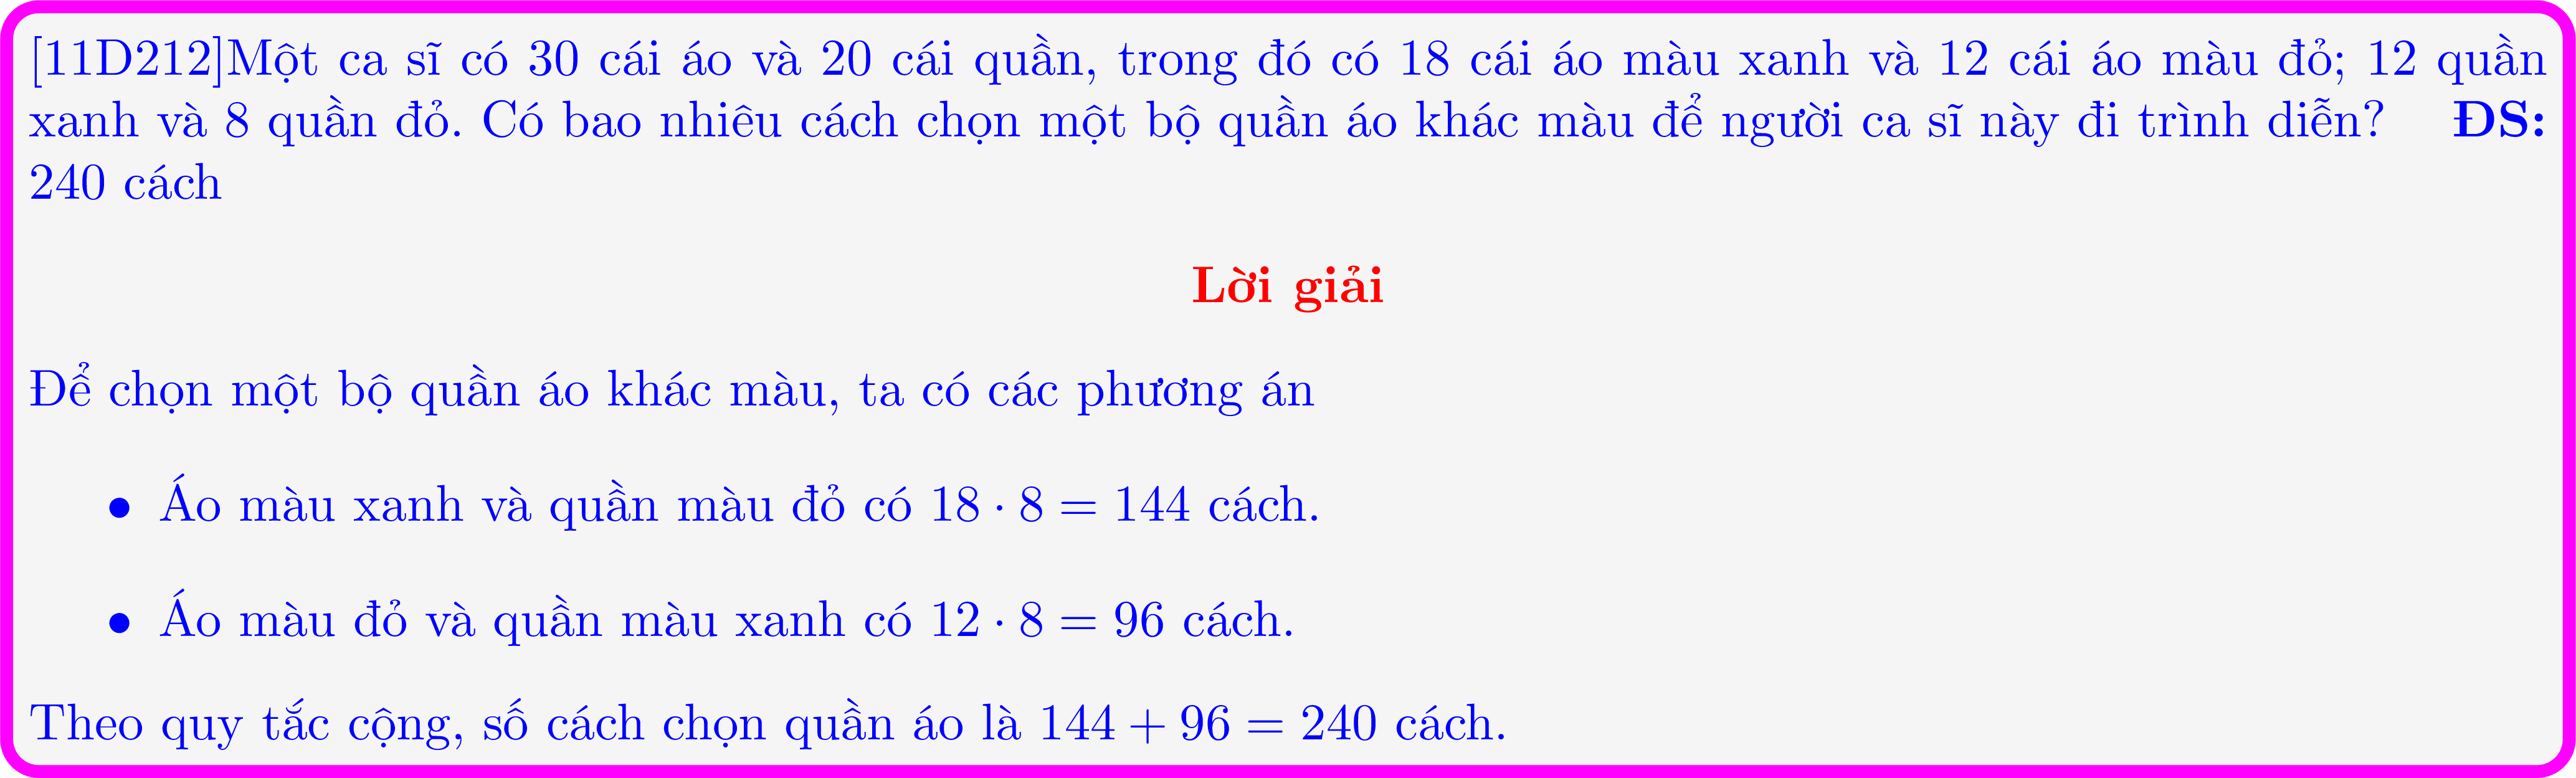 [11D212]Một ca sĩ có 30 cái áo và 20 cái quần, trong đó có 18 cái áo màu xanh và 12 cái áo màu đỏ; 12 quần
xanh và 8 quần đỏ. Có bao nhiêu cách chọn một bộ quần áo khác màu để người ca sĩ này đi trình diễn? ĐS:
240 cách
Lời giải
Để chọn một bộ quần áo khác màu, ta có các phương án
• Áo màu xanh và quần màu đỏ có 18 · 8 = 144 cách.
• Áo màu đỏ và quần màu xanh có 12 · 8 = 96 cách.
Theo quy tắc cộng, số cách chọn quần áo là 144 + 96 = 240 cách.